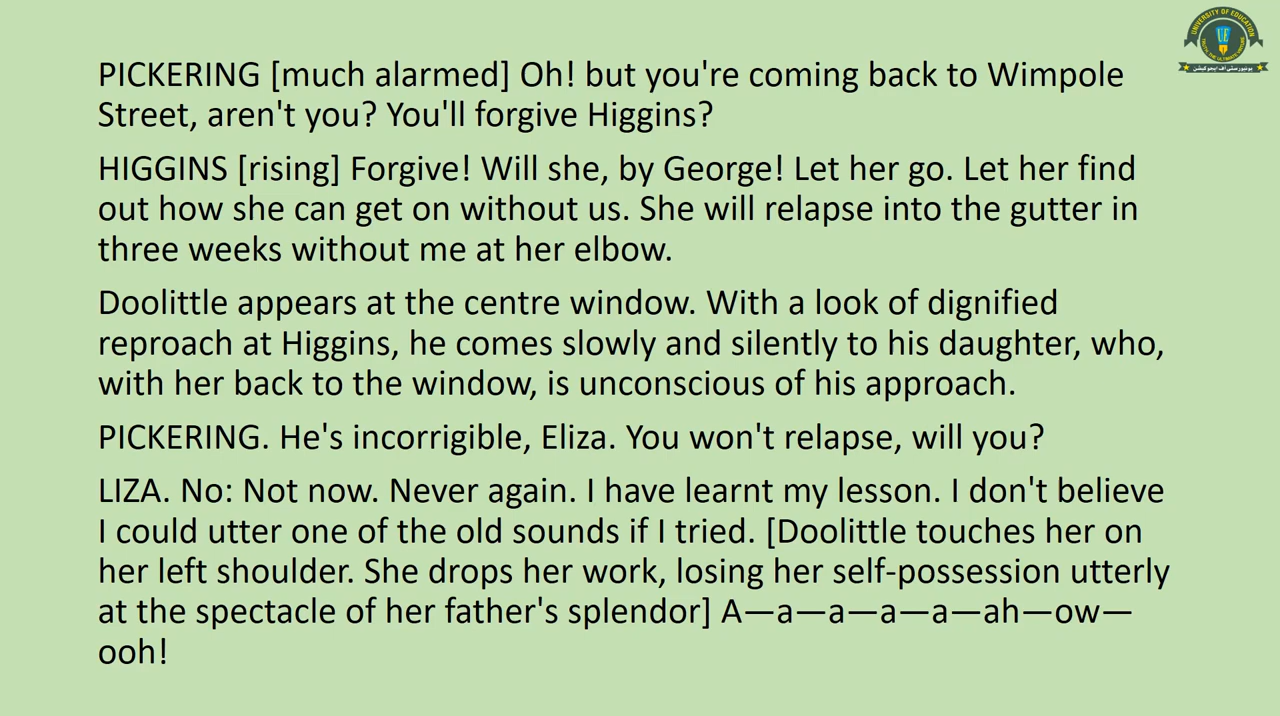 UNIVERSITY OF EDUCATION
UE
PICKERING [much alarmed] Oh! but you're coming back to Wimpole
Street, aren't you? You'll forgive Higgins?
HIGGINS [rising] Forgive! Will she, by George! Let her go. Let her find
out how she can get on without us. She will relapse into the gutter in
three weeks without me at her elbow.
Doolittle appears at the centre window. With a look of dignified
reproach at Higgins, he comes slowly and silently to his daughter, who,
with her back to the window, is unconscious of his approach.
PICKERING. He's incorrigible, Eliza. You won't relapse, will you?
LIZA. No: Not now. Never again. I have learnt my lesson. I don't believe
I could utter one of the old sounds if I tried. [Doolittle touches her on
her left shoulder. She drops her work, losing her self-possession utterly
at the spectacle of her father's splendor] A—a—a—a—a—ah—ow—
ooh!